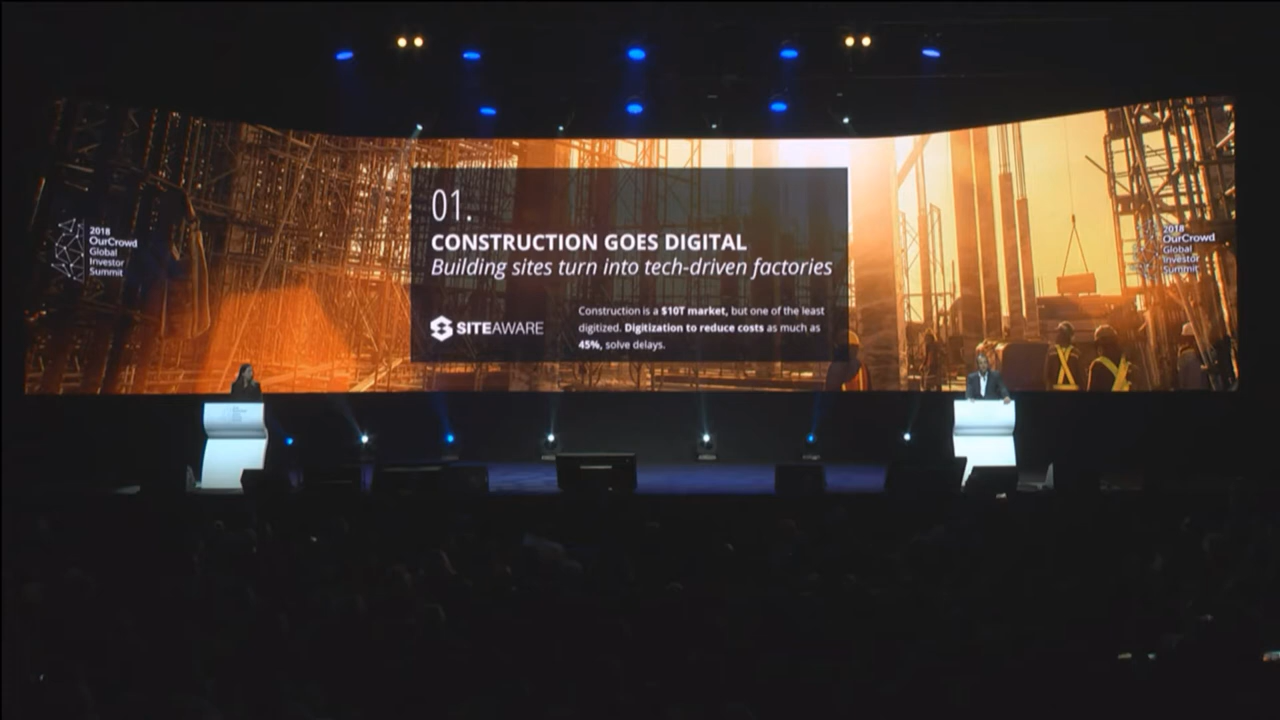 2018
OurCrowd
Global
Investor
Summit
01.
CONSTRUCTION GOES DIGITAL
Building sites turn into tech-driven factories
SITEAWARE
Construction is a $10T market, but one of the least
digitized. Digitization to reduce costs as much as
45%, solve delays.
2018
OurCrowd
Global
Investor
Summit